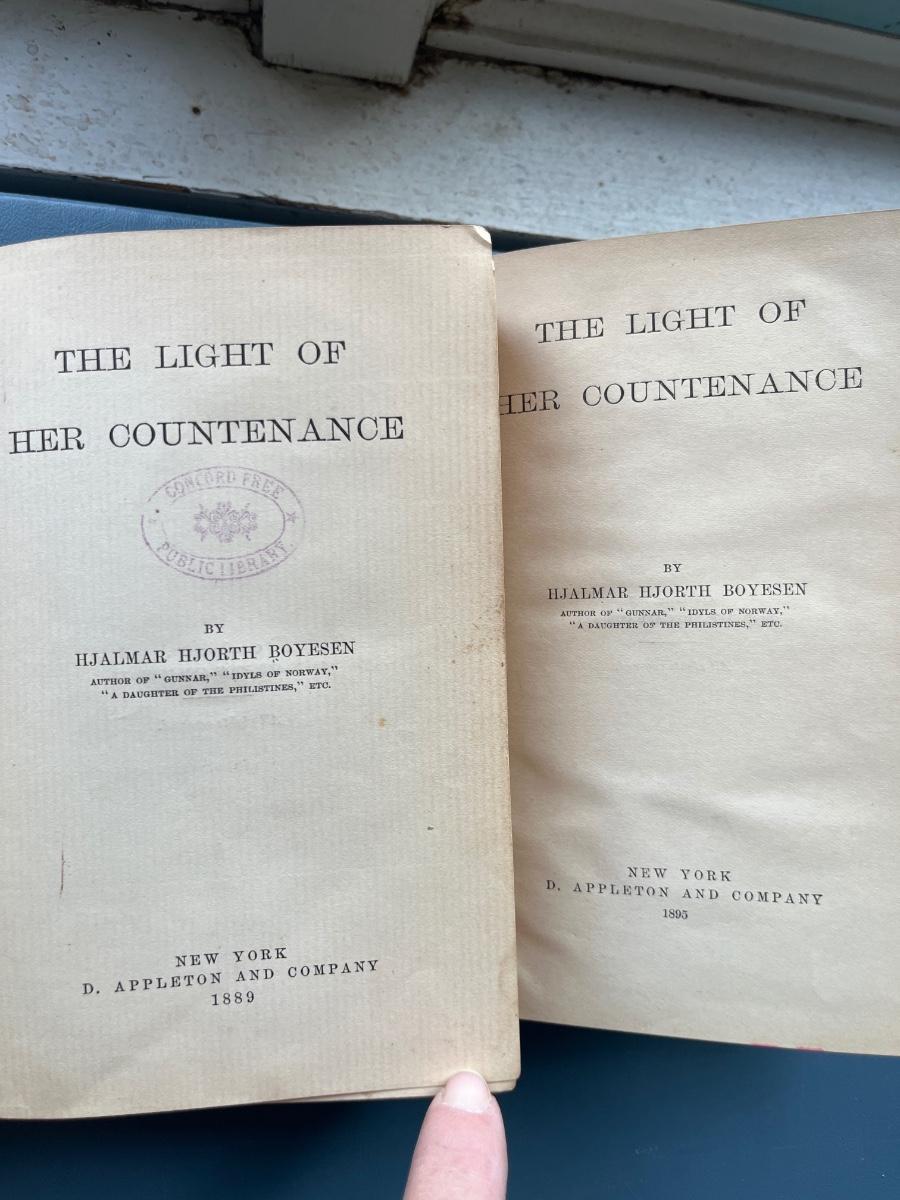 THE LIGHT OF
HER COUNTENANCE
CONCORD FREE
PUBLIC LIBRARY.
BY
HJALMAR HJORTH BOYESEN
AUTHOR OF "GUNNAR," "IDYLS OF NORWAY,"
"A DAUGHTER OF THE PHILISTINES," ETC.
NEW YORK
D. APPLETON AND COMPANY
1889
THE LIGHT OF
HER COUNTENANCE
BY
HJALMAR HJORTH BOYESEN
AUTHOR OF "GUNNAR," "IDYLS OF NORWAY,"
"A DAUGHTER OF THE PHILISTINES," ETC.
NEW YORK
D. APPLETON AND COMPANY
1895